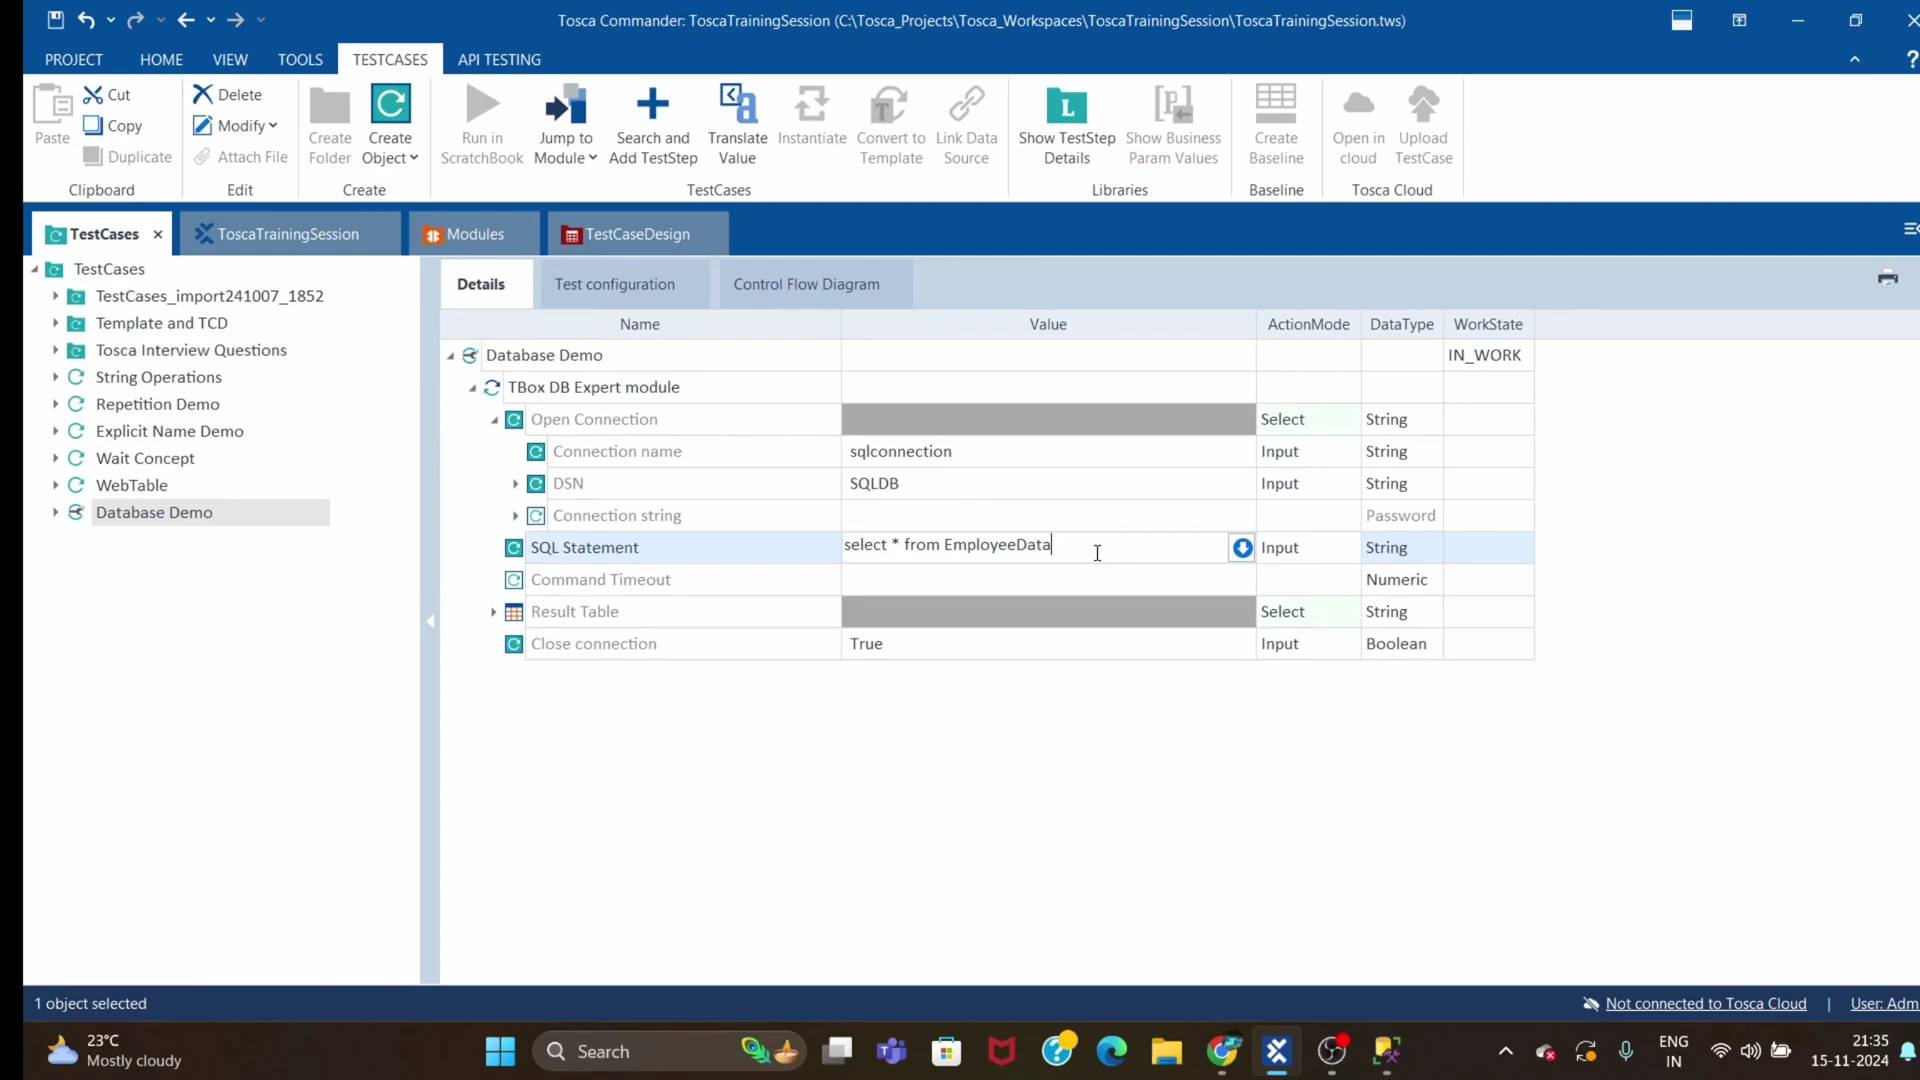 Tosca Commander: ToscaTrainingSession (C:\Tosca_Projects\Tosca_Workspaces\ToscaTrainingSession\ToscaTrainingSession.tws)
PROJECT HOME VIEW TOOLS TESTCASES API TESTING
Paste
Cut
Copy
Duplicate
Clipboard
Delete
Modify
Attach File
Edit
Create Folder
Create Object
Create
Run in ScratchBook
Jump to Module
Search and Add TestStep
Translate Value
Instantiate
Convert to Template
Link Data Source
TestCases
Show TestStep Details
Show Business Param Values
Libraries
Create Baseline
Baseline
Open in cloud
Upload TestCase
Tosca Cloud
TestCases ToscaTrainingSession Modules TestCaseDesign
TestCases
TestCases_import241007_1852
Template and TCD
Tosca Interview Questions
String Operations
Repetition Demo
Explicit Name Demo
Wait Concept
WebTable
Database Demo
Details Test configuration Control Flow Diagram
Name Value ActionMode DataType WorkState
Database Demo IN_WORK
TBox DB Expert module
Open Connection Select String
Connection name sqlconnection Input String
DSN SQLDB Input String
Connection string Password
SQL Statement select * from EmployeeData Input String
Command Timeout Numeric
Result Table Select String
Close connection True Input Boolean
1 object selected Not connected to Tosca Cloud | User: Adm
23°C
Mostly cloudy
Search
ENG
IN
21:35
15-11-2024